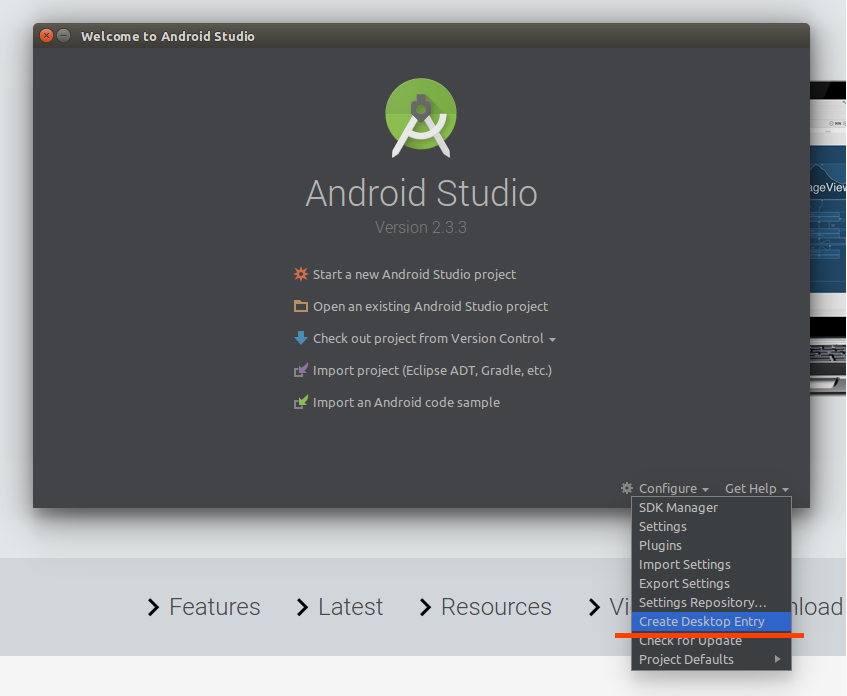 Welcome to Android Studio
Android Studio
Version 2.3.3
Start a new Android Studio project
Open an existing Android Studio project
Check out project from Version Control
Import project (Eclipse ADT, Gradle, etc.)
Import an Android code sample
Configure
Get Help
SDK Manager
Settings
Plugins
Import Settings
Export Settings
Settings Repository...
Create Desktop Entry
Check for Update
Project Defaults
ageView
Features
Latest
Resources
Vi
nload